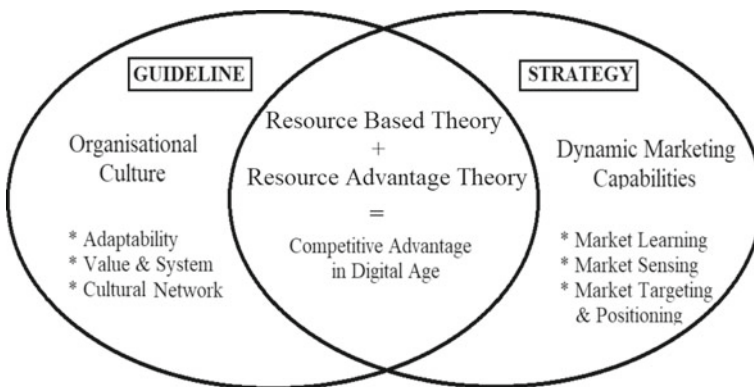 GUIDELINE
Organisational
Culture
* Adaptability
* Value & System
* Cultural Network
Resource Based Theory
+
Resource Advantage Theory
=
Competitive Advantage
in Digital Age
STRATEGY
Dynamic Marketing
Capabilities
* Market Learning
* Market Sensing
* Market Targeting
& Positioning